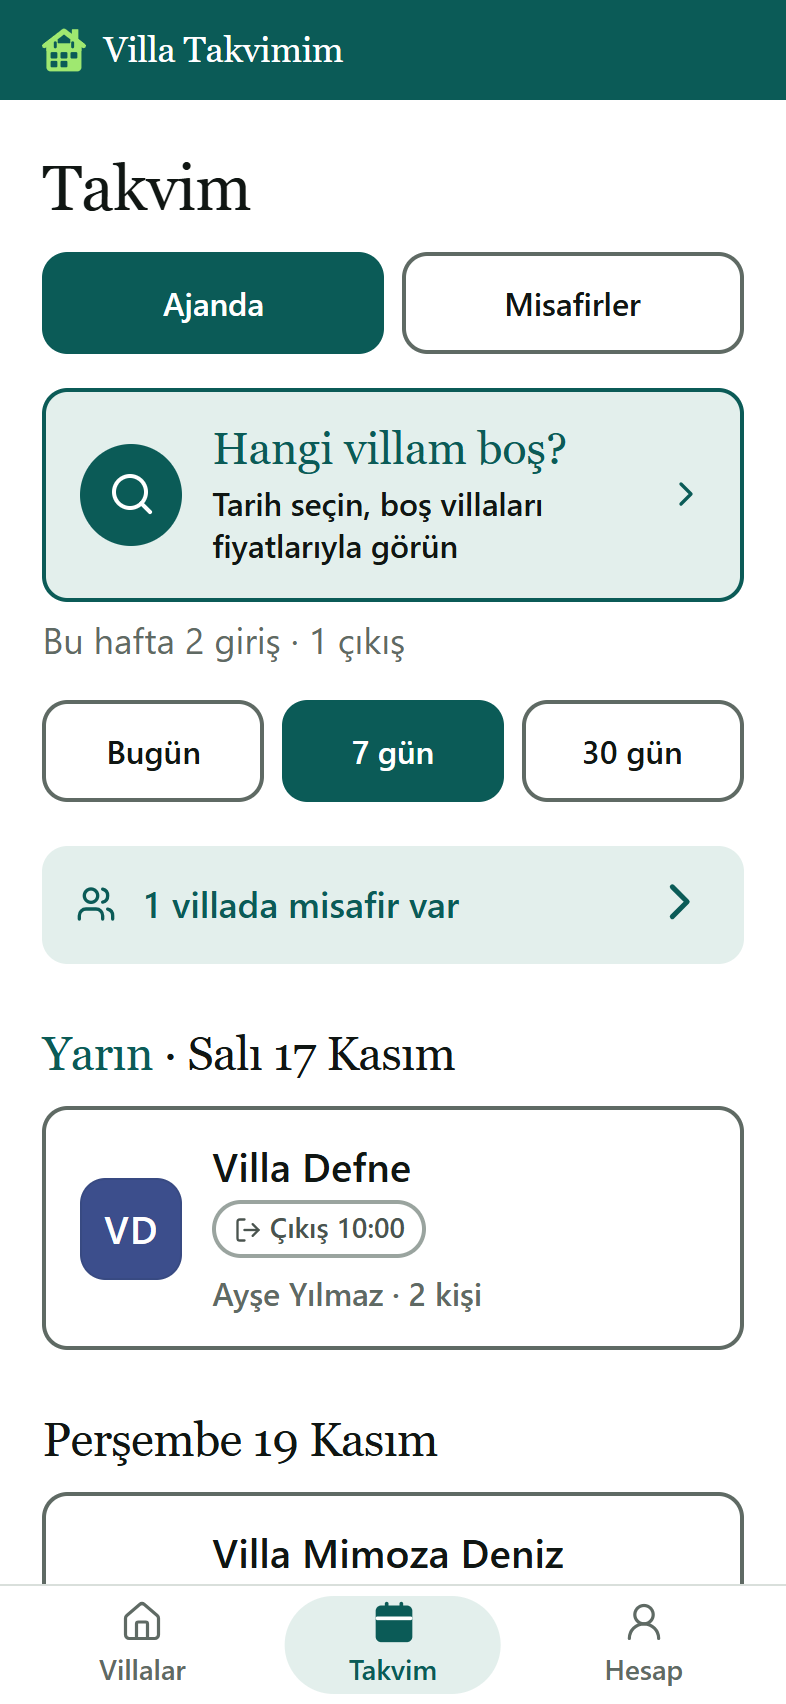 Villa Takvimim
Takvim
Ajanda
Misafirler
Hangi villam boş?
Tarih seçin, boş villaları
fiyatlarıyla görün
Bu hafta 2 giriş · 1 çıkış
Bugün
7 gün
30 gün
1 villada misafir var
Yarın · Salı 17 Kasım
VD
Villa Defne
Çıkış 10:00
Ayşe Yılmaz · 2 kişi
Perşembe 19 Kasım
Villa Mimoza Deniz
Villalar
Takvim
Hesap